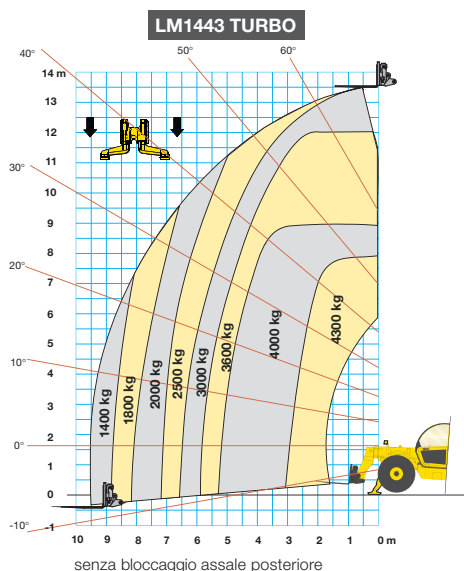 LM1443 TURBO
40°
50°
60°
14 m
13
12
11
30°
10
9
20°
8
7
6
5
4
10°
3
2
0°
1
0
-10°
-1
1400 kg
1800 kg
2000 kg
2500 kg
3000 kg
3600 kg
4000 kg
4300 kg
10 9 8 7 6 5 4 3 2 1 0 m
senza bloccaggio assale posteriore